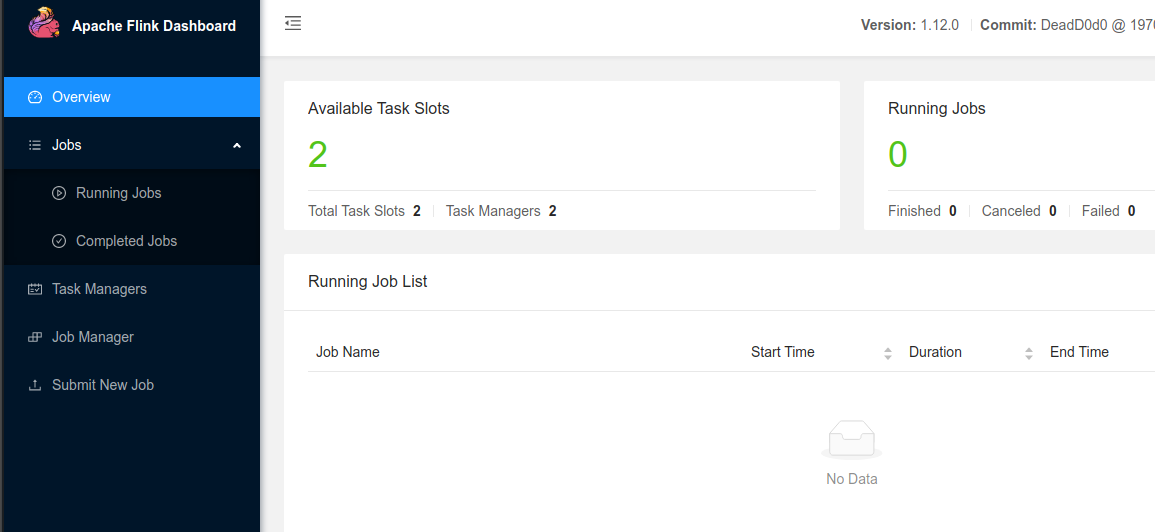 Apache Flink Dashboard
Version: 1.12.0 Commit: DeadD0d0 @ 1970
Overview
Jobs
Running Jobs
Completed Jobs
Task Managers
Job Manager
Submit New Job
Available Task Slots
2
Total Task Slots 2 Task Managers 2
Running Jobs
0
Finished 0 Canceled 0 Failed 0
Running Job List
Job Name Start Time Duration End Time
No Data